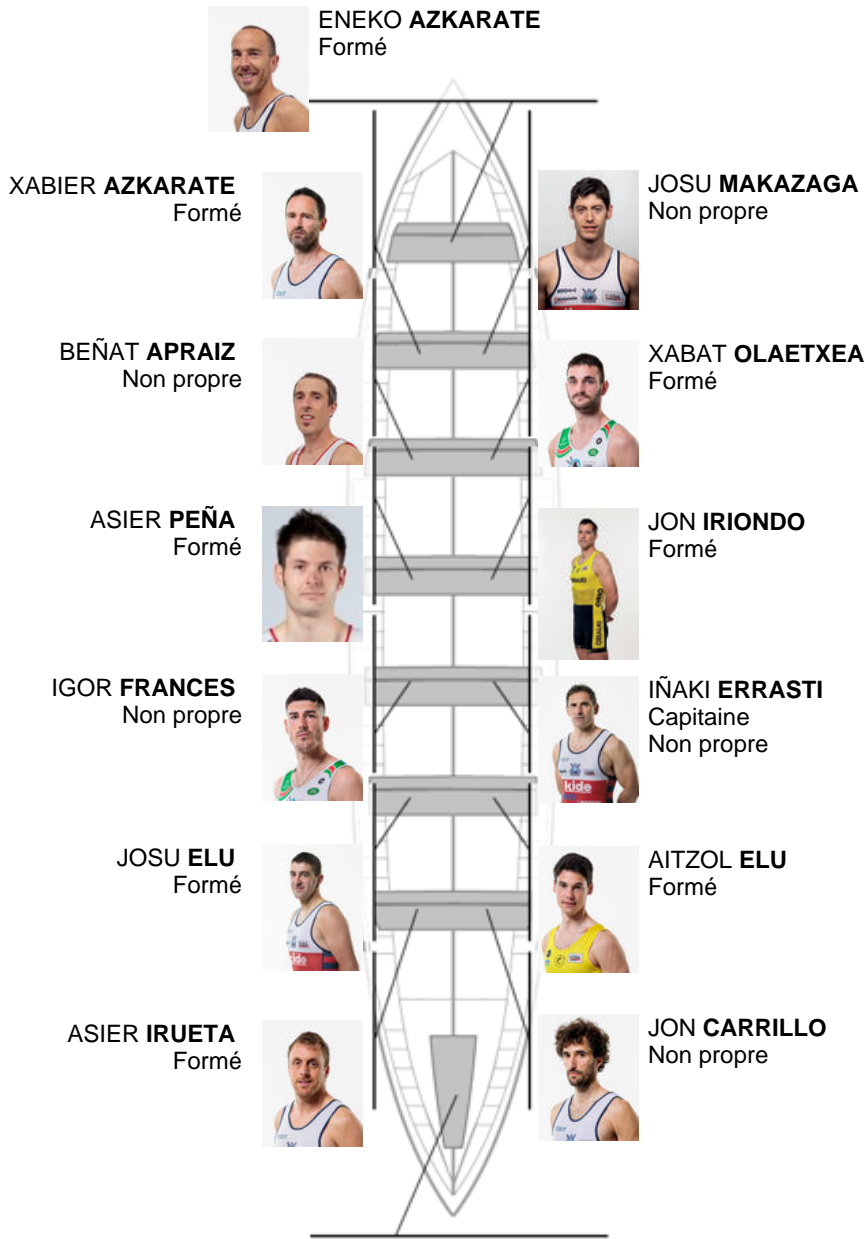 ENEKO AZKARATE
Formé
XABIER AZKARATE
Formé
JOSU MAKAZAGA
Non propre
BEÑAT APRAIZ
Non propre
XABAT OLAETXEA
Formé
ASIER PEÑA
Formé
JON IRIONDO
Formé
IGOR FRANCES
Non propre
IÑAKI ERRASTI
Capitaine
Non propre
kide
JOSU ELU
Formé
kide
AITZOL ELU
Formé
ASIER IRUETA
Formé
JON CARRILLO
Non propre